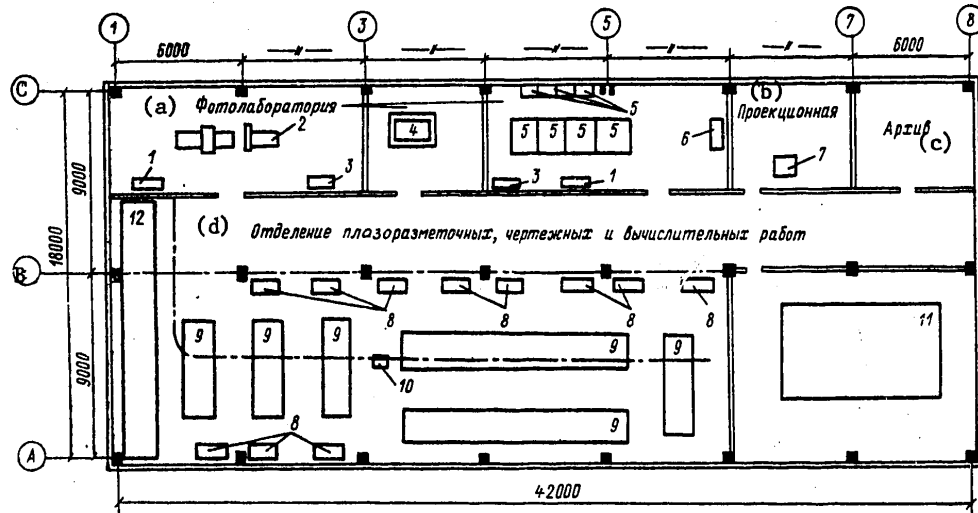 1 3 5 7 8
6000 —〃— —〃— —〃— —〃— —〃— 6000
С
(a) Фотолаборатория (b) Проекционная
5
2 4 5 5 5 5 6 Архив (c)
7
1 3 3 1
9000
12 (d) Отделение плазоразметочных, чертежных и вычислительных работ
18000
В
8 8 8 8
11
9 9 9 9 9
10
9000
9
8
А
42000